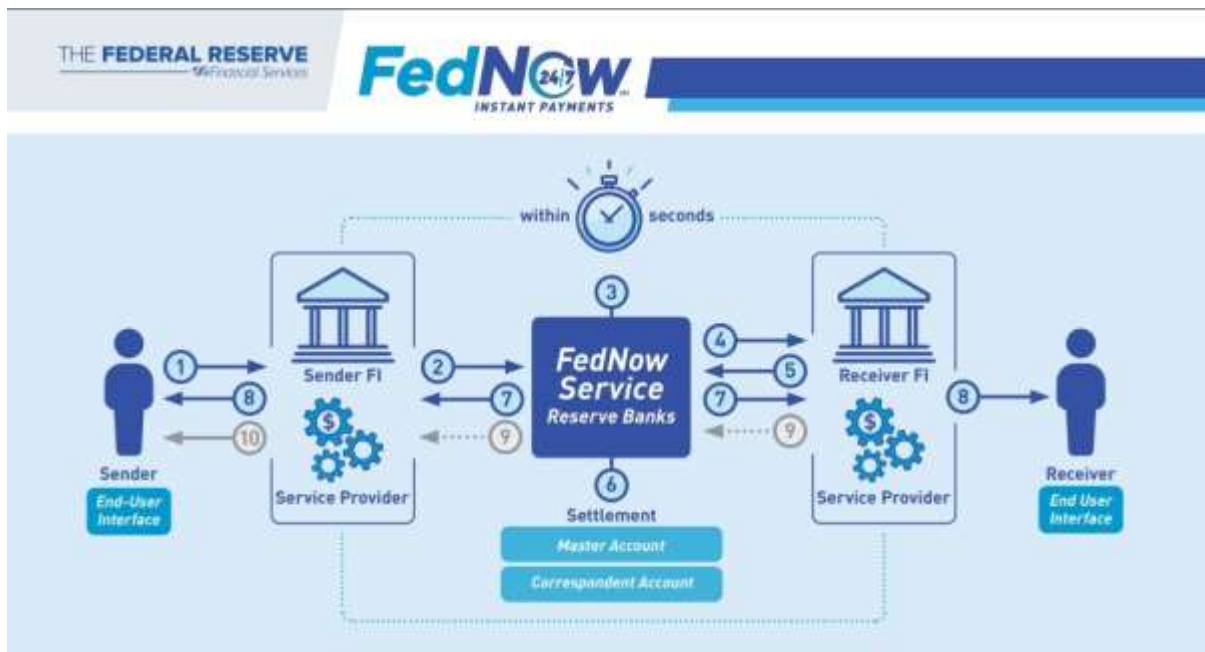 THE FEDERAL RESERVE
Financial Services
FedNow
24/7
INSTANT PAYMENTS
within seconds
3
1
8
10
Sender
End-User
Interface
Sender FI
$
Service Provider
2
7
9
FedNow
Service
Reserve Banks
6
Settlement
Master Account
Correspondent Account
4
5
7
9
Receiver FI
$
Service Provider
8
Receiver
End User
Interface